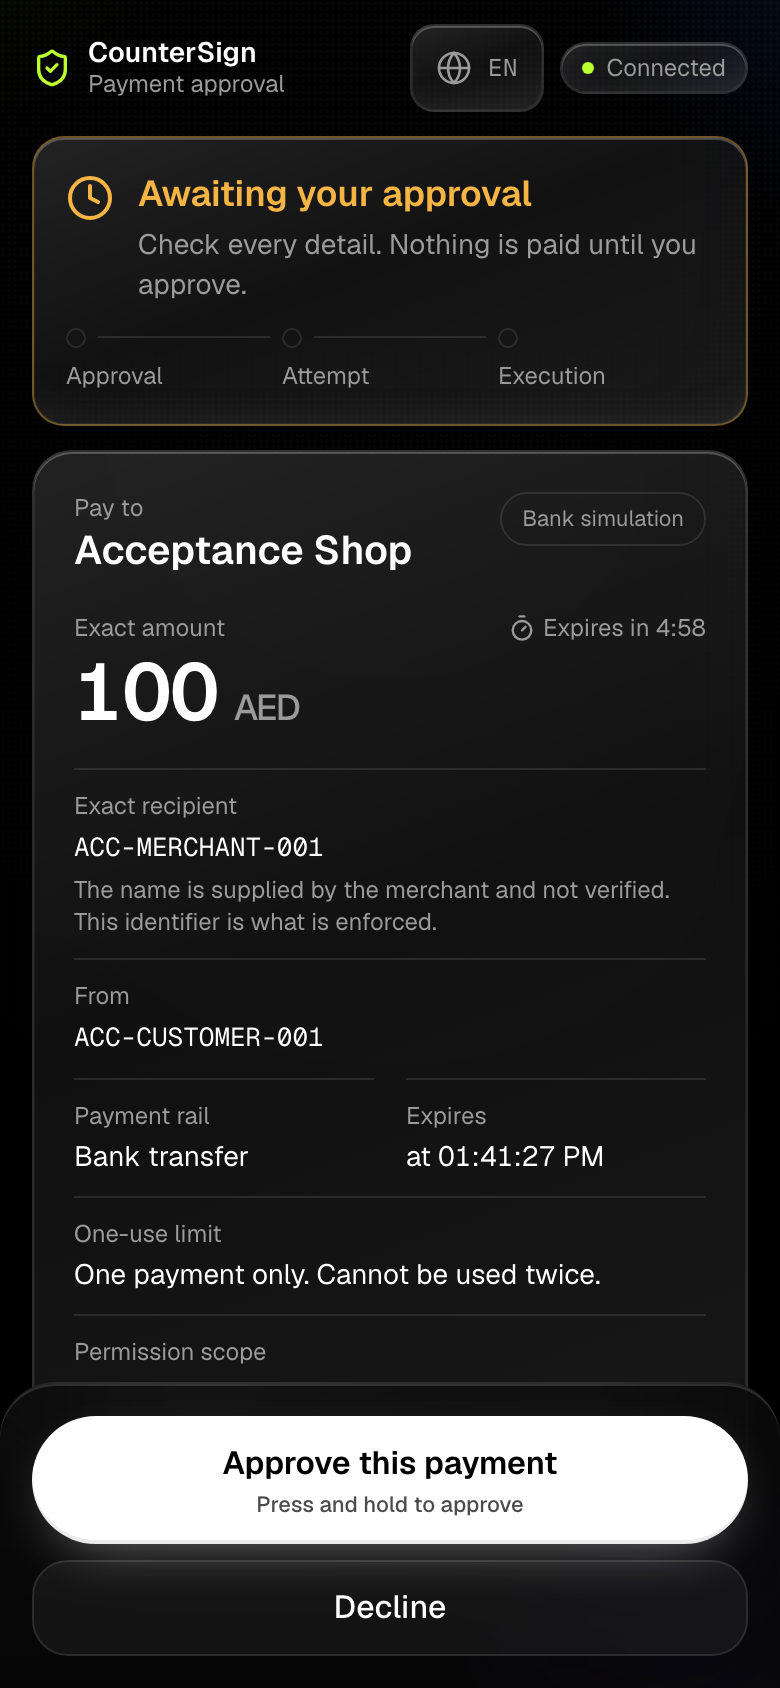 CounterSign
Payment approval
EN
Connected
Awaiting your approval
Check every detail. Nothing is paid until you
approve.
Approval
Attempt
Execution
Pay to
Bank simulation
Acceptance Shop
Exact amount
Expires in 4:58
100 AED
Exact recipient
ACC-MERCHANT-001
The name is supplied by the merchant and not verified.
This identifier is what is enforced.
From
ACC-CUSTOMER-001
Payment rail
Expires
Bank transfer
at 01:41:27 PM
One-use limit
One payment only. Cannot be used twice.
Permission scope
Approve this payment
Press and hold to approve
Decline